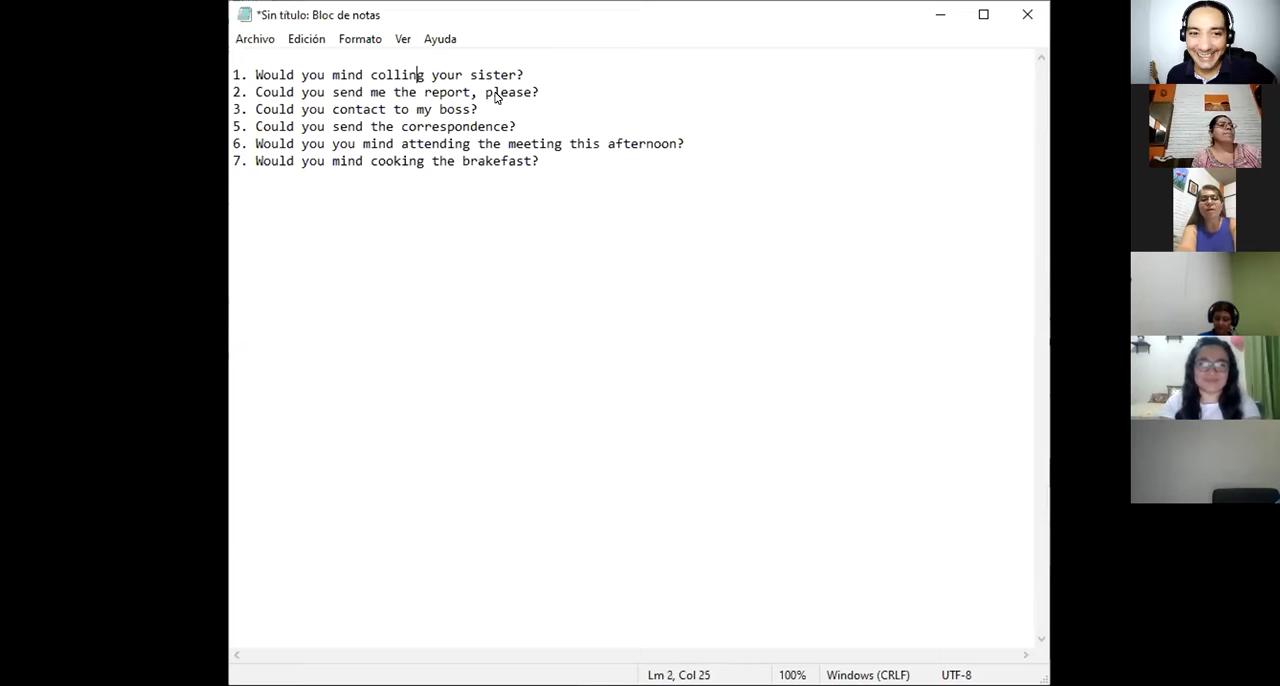 *Sin título: Bloc de notas
Archivo Edición Formato Ver Ayuda
1. Would you mind colling your sister?
2. Could you send me the report, please?
3. Could you contact to my boss?
5. Could you send the correspondence?
6. Would you you mind attending the meeting this afternoon?
7. Would you mind cooking the brakefast?
Lm 2, Col 25 100% Windows (CRLF) UTF-8